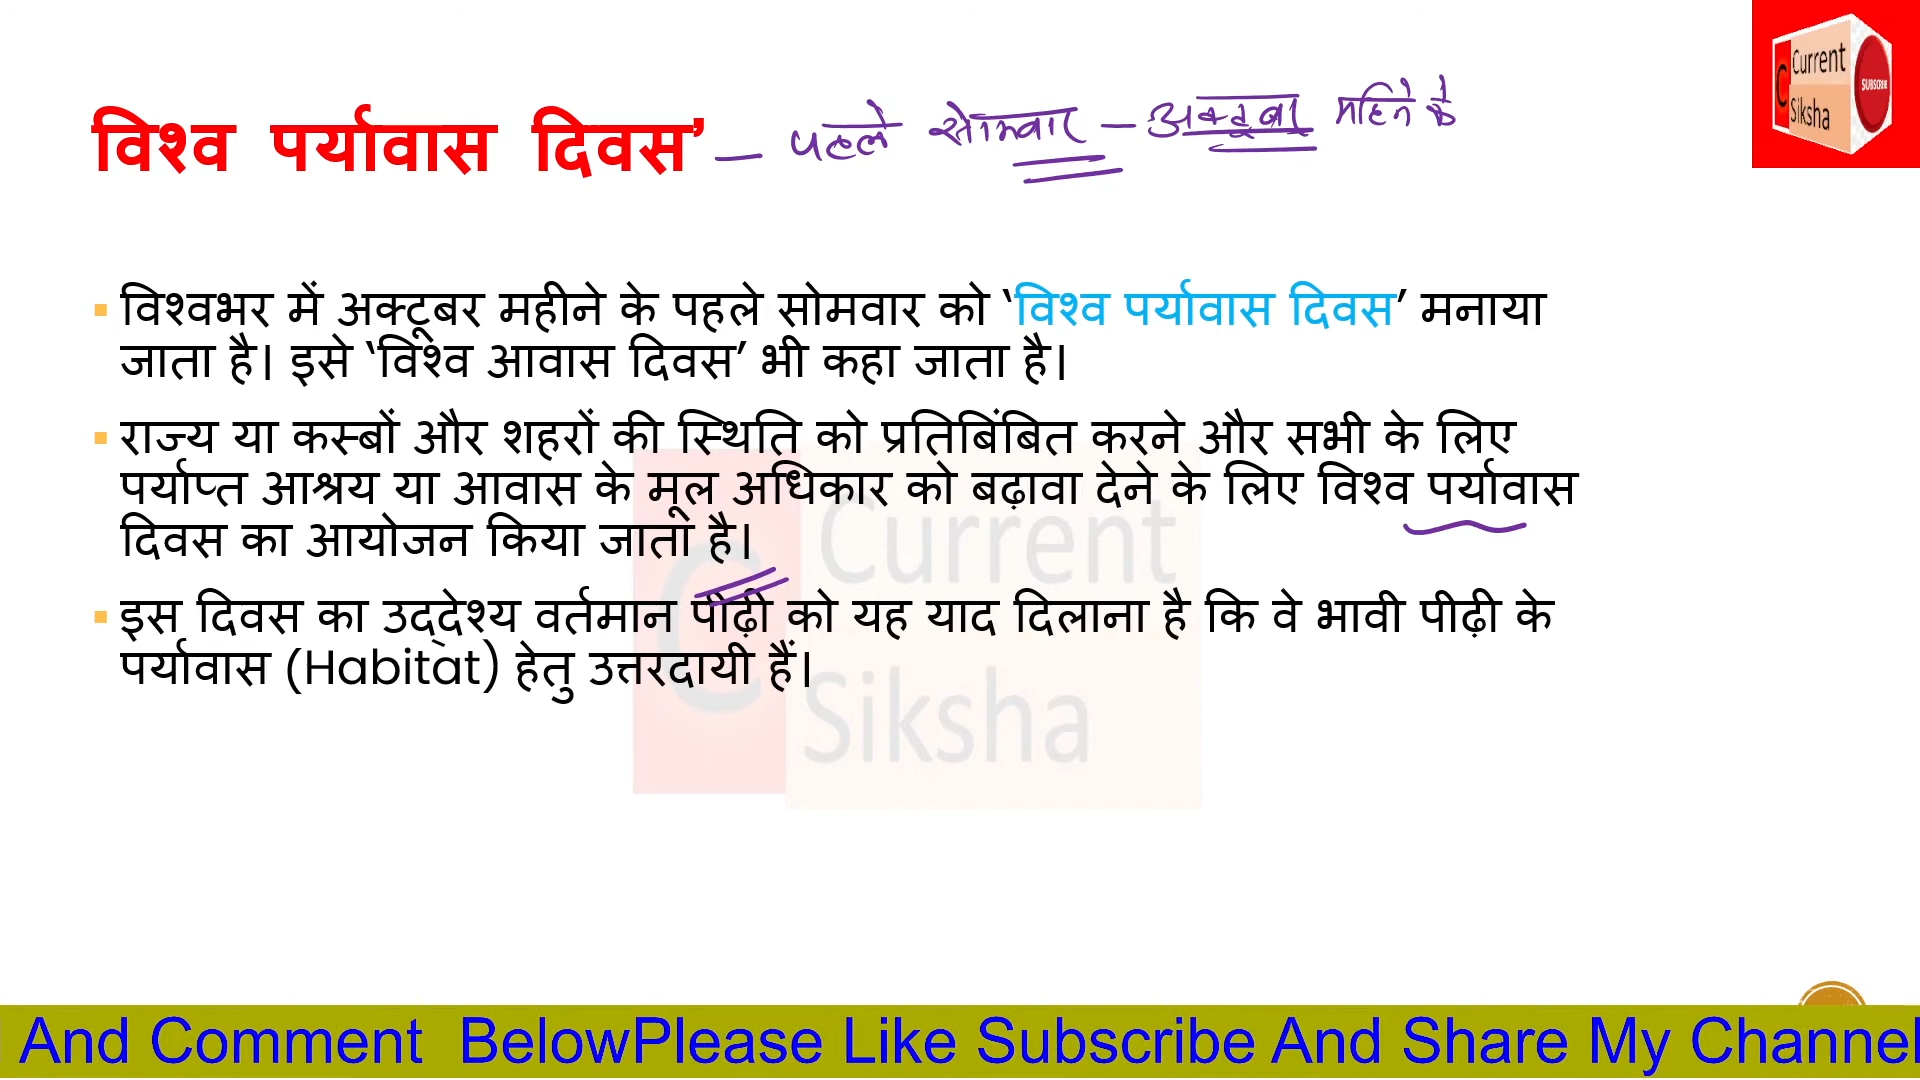 Current
Siksha
SUBSCRIBE
विश्व पर्यावास दिवस’ — पहले सोमवार — अक्टूबर महिने के
विश्वभर में अक्टूबर महीने के पहले सोमवार को ‘विश्व पर्यावास दिवस’ मनाया
जाता है। इसे ‘विश्व आवास दिवस’ भी कहा जाता है।
राज्य या कस्बों और शहरों की स्थिति को प्रतिबिंबित करने और सभी के लिए
पर्याप्त आश्रय या आवास के मूल अधिकार को बढ़ावा देने के लिए विश्व पर्यावास
दिवस का आयोजन किया जाता है।
इस दिवस का उद्देश्य वर्तमान पीढ़ी को यह याद दिलाना है कि वे भावी पीढ़ी के
पर्यावास (Habitat) हेतु उत्तरदायी हैं।
C Current
Siksha
And Comment BelowPlease Like Subscribe And Share My Channel